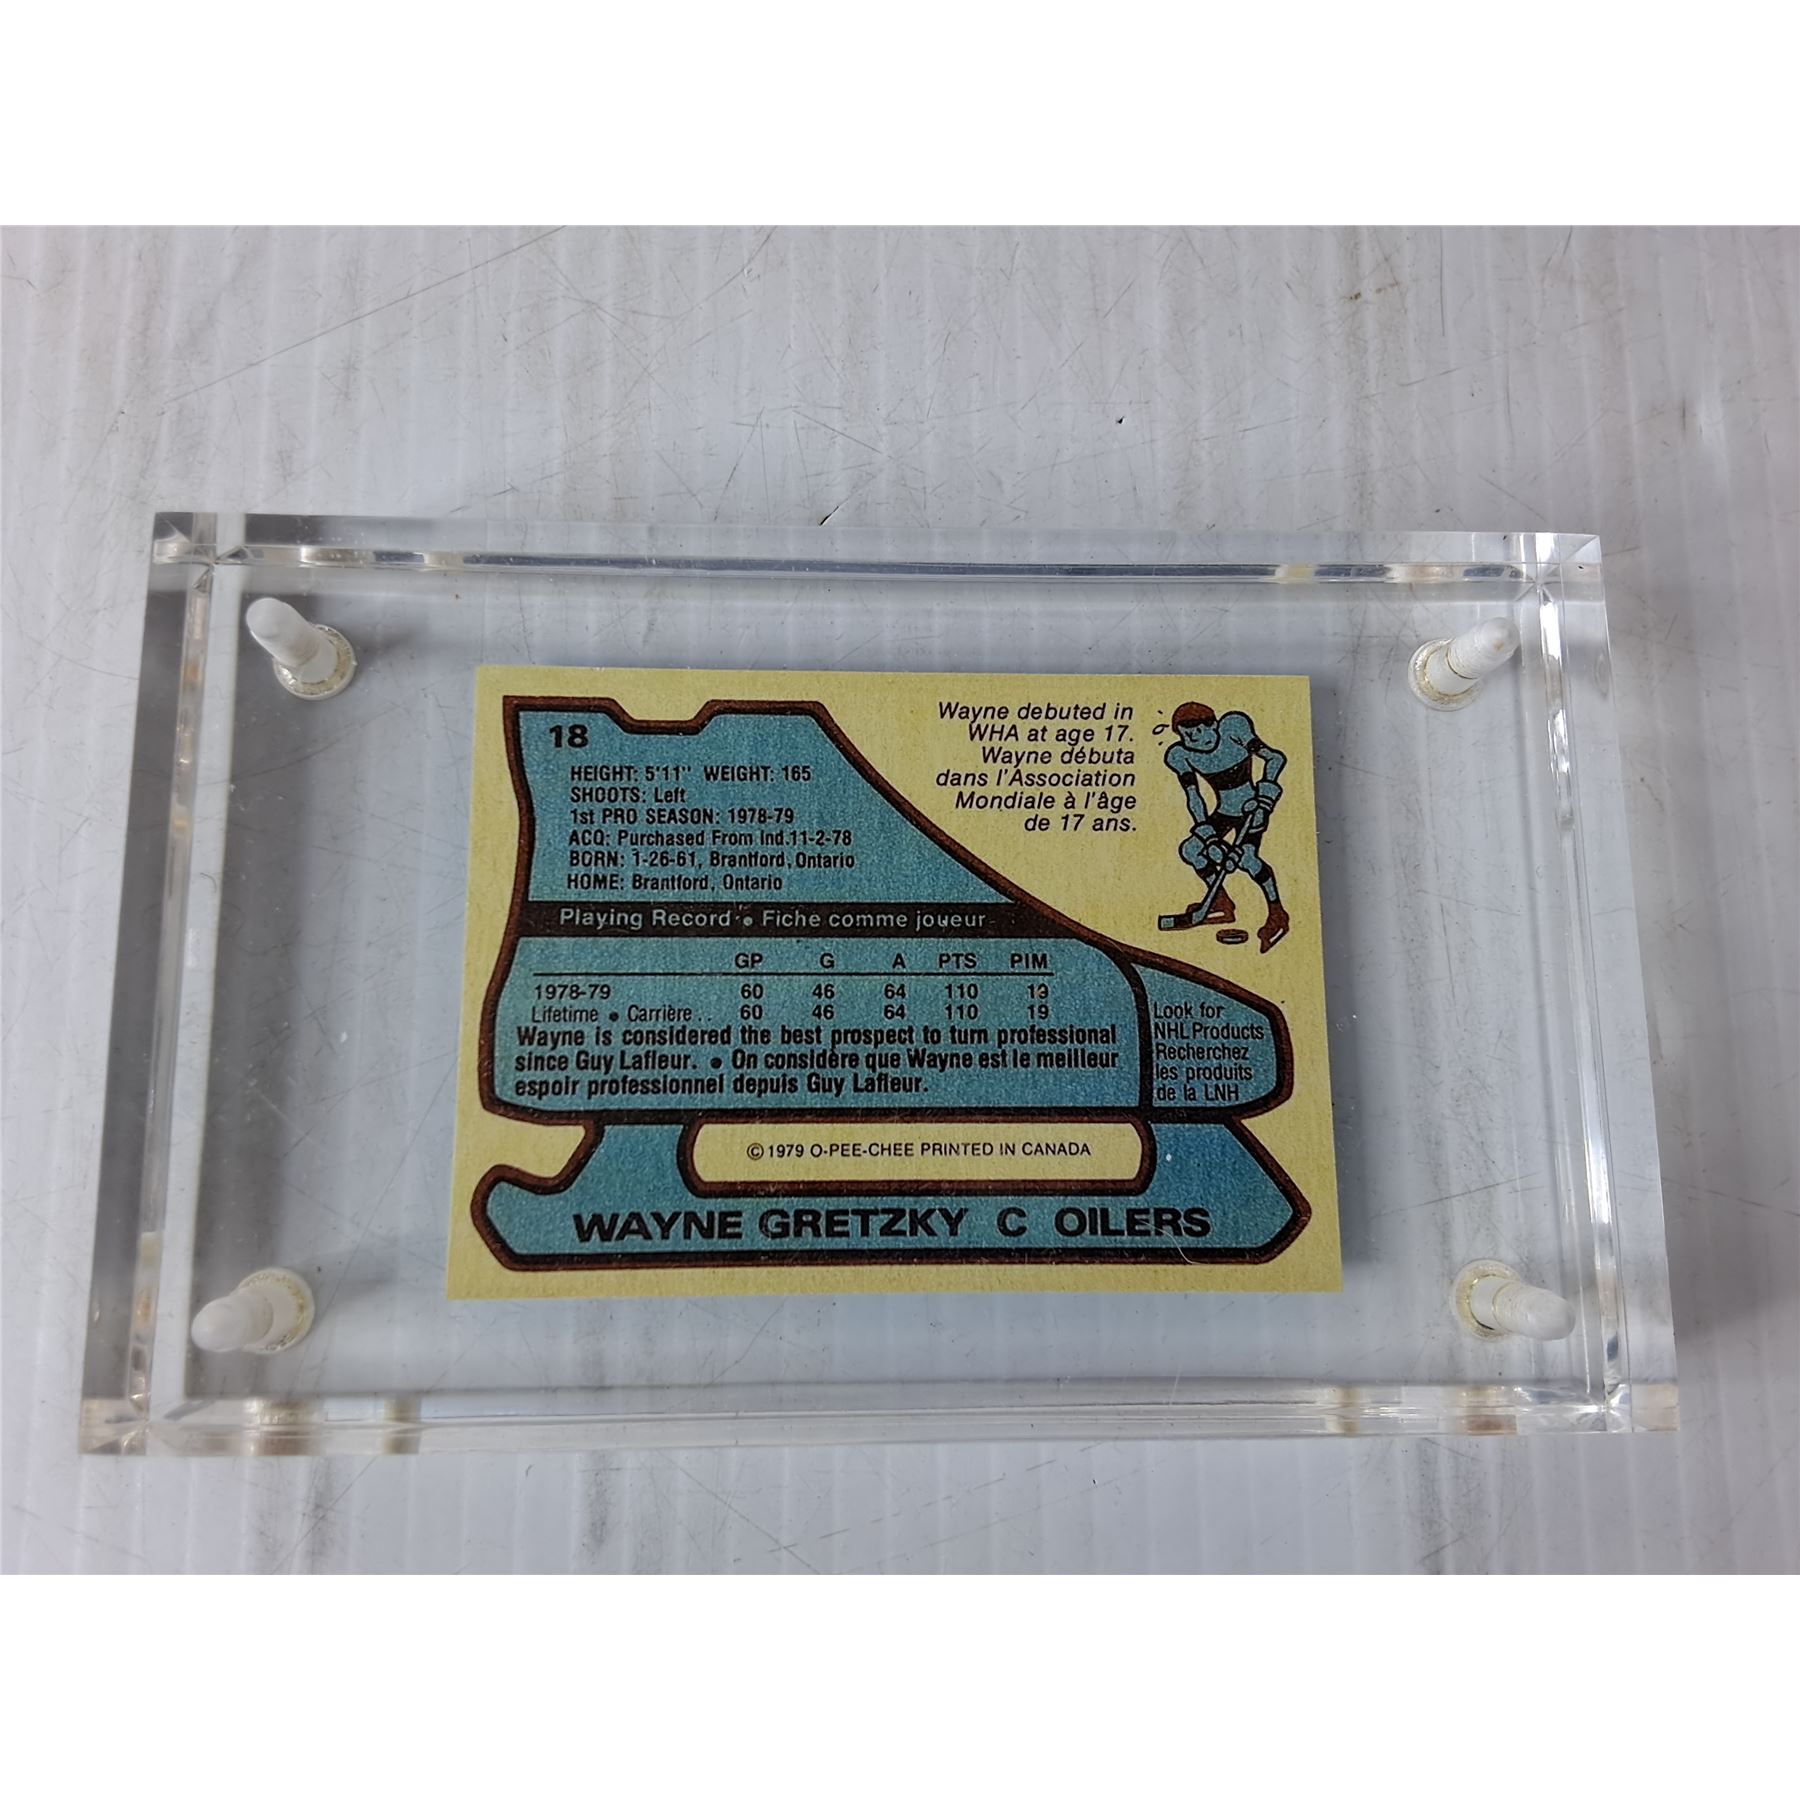 18
HEIGHT: 5'11" WEIGHT: 165
SHOOTS: Left
1st PRO SEASON: 1978-79
ACQ: Purchased From Ind.11-2-78
BORN: 1-26-61, Brantford, Ontario
HOME: Brantford, Ontario
Wayne debuted in
WHA at age 17.
Wayne débuta
dans l'Association
Mondiale à l'âge
de 17 ans.
Playing Record • Fiche comme joueur
GP G A PTS PIM
1978-79 60 46 64 110 19
Lifetime • Carrière .. 60 46 64 110 19
Wayne is considered the best prospect to turn professional
since Guy Lafleur. • On considère que Wayne est le meilleur
espoir professionnel depuis Guy Lafleur.
Look for
NHL Products
Recherchez
les produits
de la LNH
© 1979 O-PEE-CHEE PRINTED IN CANADA
WAYNE GRETZKY C OILERS